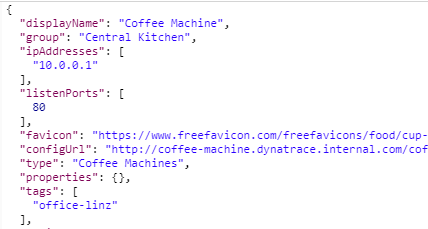 {
"displayName": "Coffee Machine",
"group": "Central Kitchen",
"ipAddresses": [
"10.0.0.1"
],
"listenPorts": [
80
],
"favicon": "https://www.freefavicon.com/freefavicons/food/cup-
"configUrl": "http://coffee-machine.dynatrace.internal.com/cof
"type": "Coffee Machines",
"properties": {},
"tags": [
"office-linz"
],